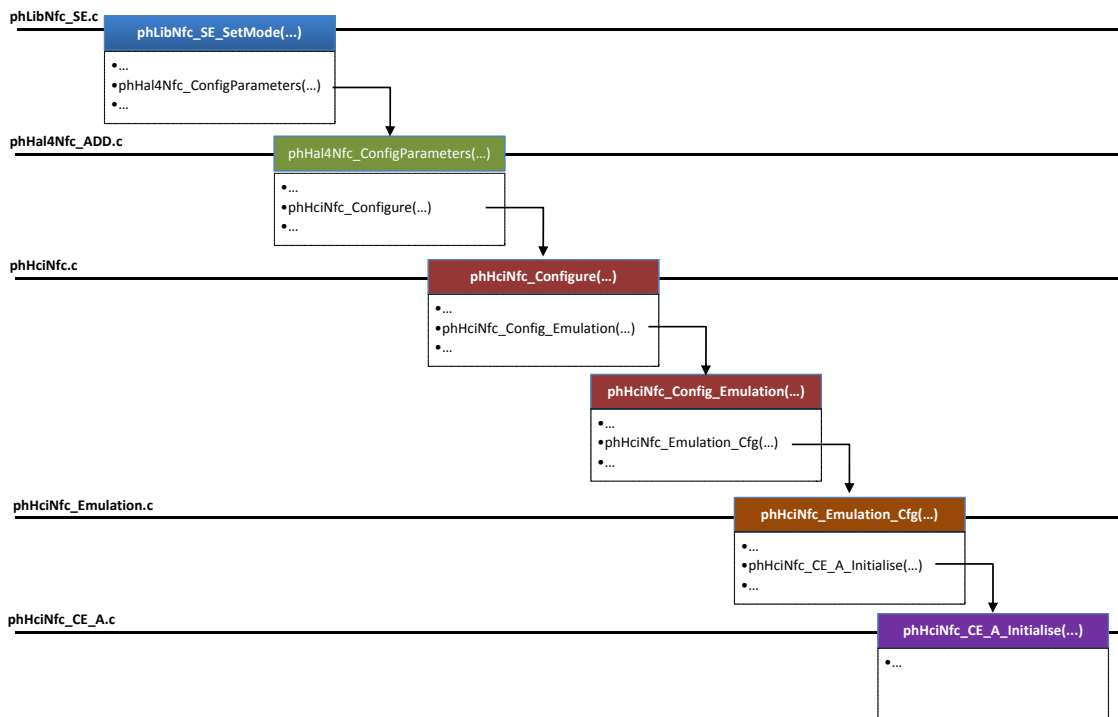 phLibNfc_SE.c
phLibNfc_SE_SetMode(...)
•...
•phHal4Nfc_ConfigParameters(...)
•...
phHal4Nfc_ADD.c
phHal4Nfc_ConfigParameters(...)
•...
•phHciNfc_Configure(...)
•...
phHciNfc.c
phHciNfc_Configure(...)
•...
•phHciNfc_Config_Emulation(...)
•...
phHciNfc_Config_Emulation(...)
•...
•phHciNfc_Emulation_Cfg(...)
•...
phHciNfc_Emulation.c
phHciNfc_Emulation_Cfg(...)
•...
•phHciNfc_CE_A_Initialise(...)
•...
phHciNfc_CE_A.c
phHciNfc_CE_A_Initialise(...)
•...